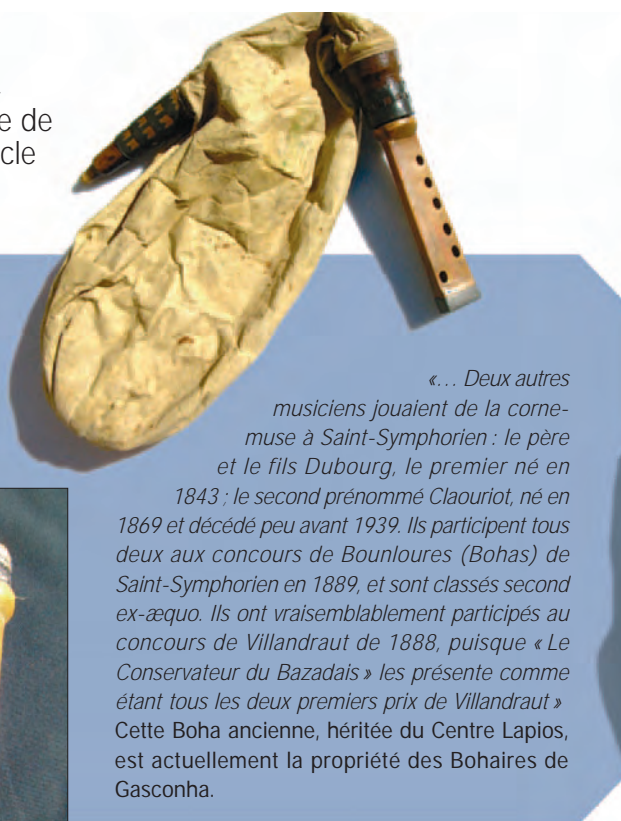 e de
cle
«… Deux autres
musiciens jouaient de la corne-
muse à Saint-Symphorien : le père
et le fils Dubourg, le premier né en
1843 ; le second prénommé Claouriot, né en
1869 et décédé peu avant 1939. Ils participent tous
deux aux concours de Bounloures (Bohas) de
Saint-Symphorien en 1889, et sont classés second
ex-æquo. Ils ont vraisemblablement participés au
concours de Villandraut de 1888, puisque « Le
Conservateur du Bazadais » les présente comme
étant tous les deux premiers prix de Villandraut »
Cette Boha ancienne, héritée du Centre Lapios,
est actuellement la propriété des Bohaires de
Gasconha.